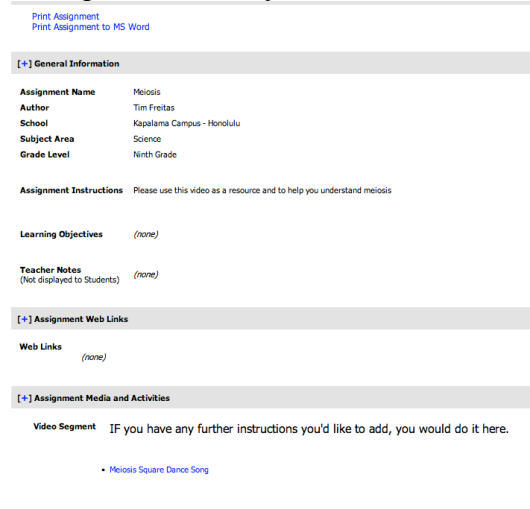 Print Assignment
Print Assignment to MS Word
[+] General Information
Assignment Name Meiosis
Author Tim Freitas
School Kapalama Campus - Honolulu
Subject Area Science
Grade Level Ninth Grade
Assignment Instructions Please use this video as a resource and to help you understand meiosis
Learning Objectives (none)
Teacher Notes
(Not displayed to Students) (none)
[+] Assignment Web Links
Web Links
(none)
[+] Assignment Media and Activities
Video Segment IF you have any further instructions you'd like to add, you would do it here.
• Meiosis Square Dance Song